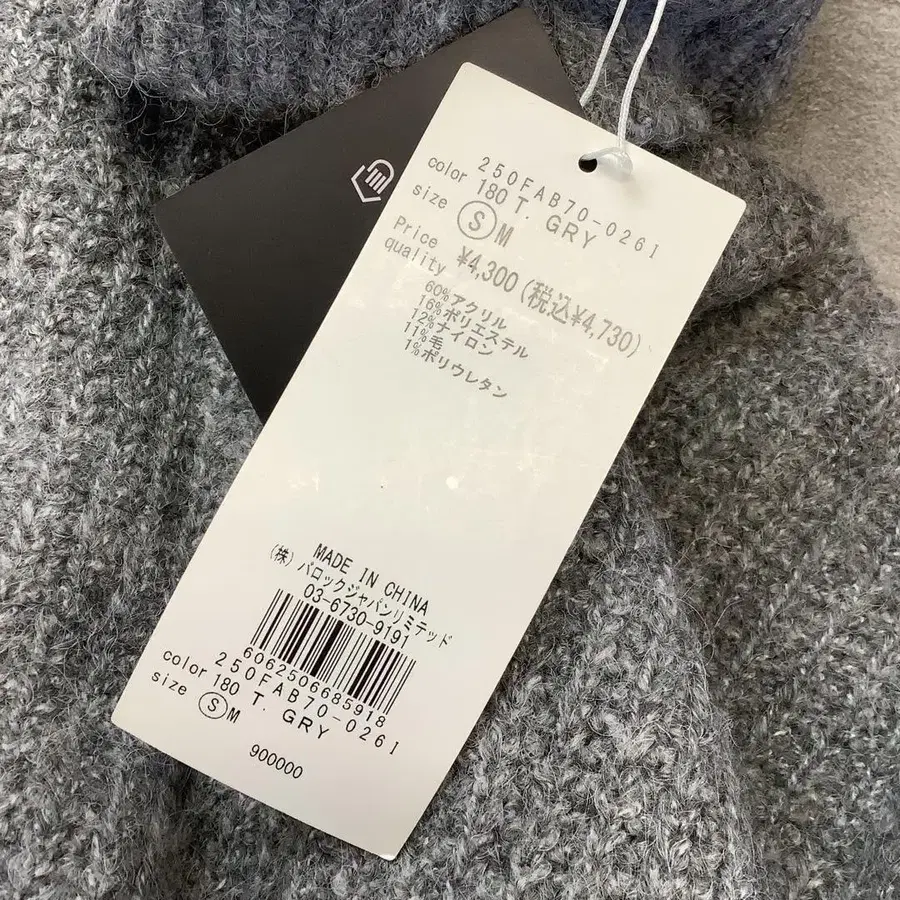 250FAB70-0261
color 180 T. GRY
size Ⓢ M
Price ¥4,300(税込¥4,730)
quality
60%アクリル
16%ポリエステル
12%ナイロン
11%毛
1%ポリウレタン
MADE IN CHINA
(株)バロックジャパンリミテッド
03-6730-9191
6062506685918
250FAB70-0261
color 180 T. GRY
size Ⓢ M
900000